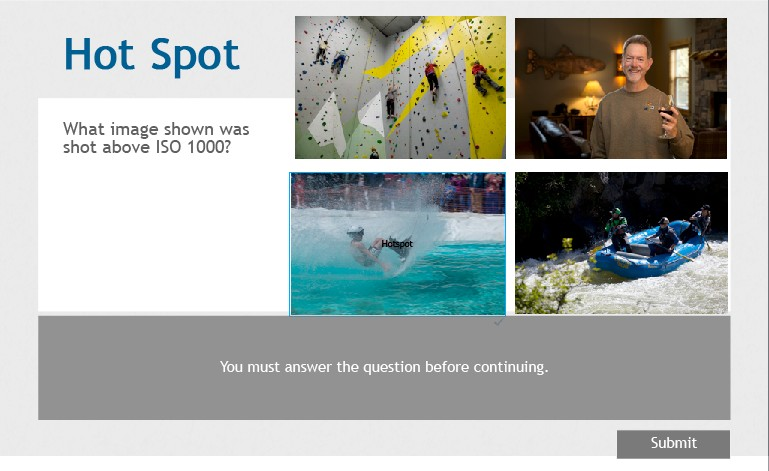 Hot Spot
What image shown was
shot above ISO 1000?
Hotspot
You must answer the question before continuing.
Submit